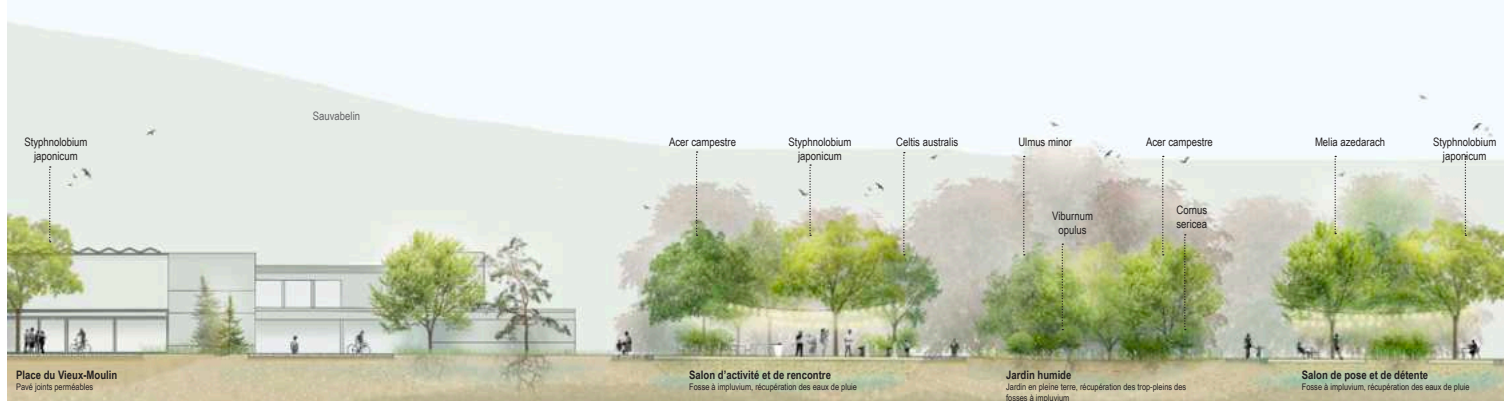 Sauvabelin
Styphnolobium
japonicum
Acer campestre
Styphnolobium
japonicum
Celtis australis
Ulmus minor
Acer campestre
Melia azedarach
Styphnolobium
japonicum
Viburnum
opulus
Cornus
sericea
Place du Vieux-Moulin
Pavé joints perméables
Salon d'activité et de rencontre
Fosse à impluvium, récupération des eaux de pluie
Jardin humide
Jardin en pleine terre, récupération des trop-pleins des
fosses à impluvium
Salon de pose et de détente
Fosse à impluvium, récupération des eaux de pluie